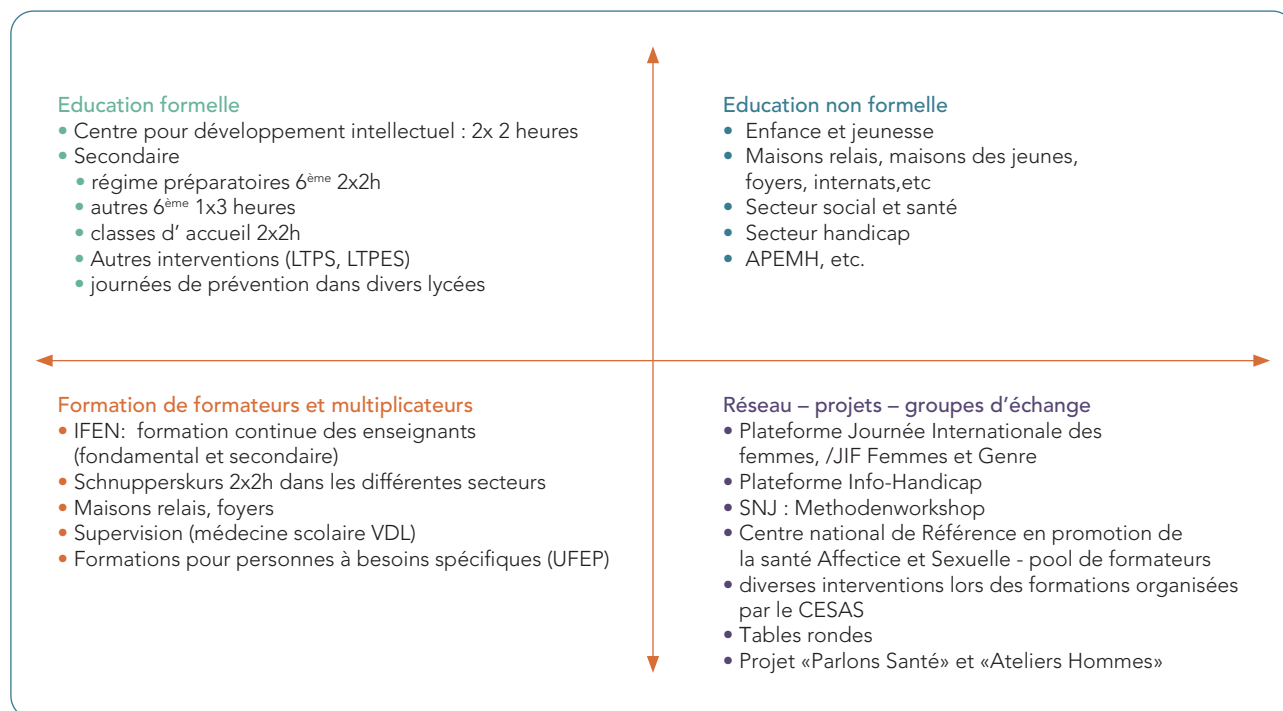 Education formelle
• Centre pour développement intellectuel : 2x 2 heures
• Secondaire
• régime préparatoires 6ème 2x2h
• autres 6ème 1x3 heures
• classes d’ accueil 2x2h
• Autres interventions (LTPS, LTPES)
• journées de prévention dans divers lycées
Education non formelle
• Enfance et jeunesse
• Maisons relais, maisons des jeunes,
foyers, internats,etc
• Secteur social et santé
• Secteur handicap
• APEMH, etc.
Formation de formateurs et multiplicateurs
• IFEN: formation continue des enseignants
(fondamental et secondaire)
• Schnupperskurs 2x2h dans les différentes secteurs
• Maisons relais, foyers
• Supervision (médecine scolaire VDL)
• Formations pour personnes à besoins spécifiques (UFEP)
Réseau – projets – groupes d’échange
• Plateforme Journée Internationale des
femmes, /JIF Femmes et Genre
• Plateforme Info-Handicap
• SNJ : Methodenworkshop
• Centre national de Référence en promotion de
la santé Affectice et Sexuelle - pool de formateurs
• diverses interventions lors des formations organisées
par le CESAS
• Tables rondes
• Projet «Parlons Santé» et «Ateliers Hommes»